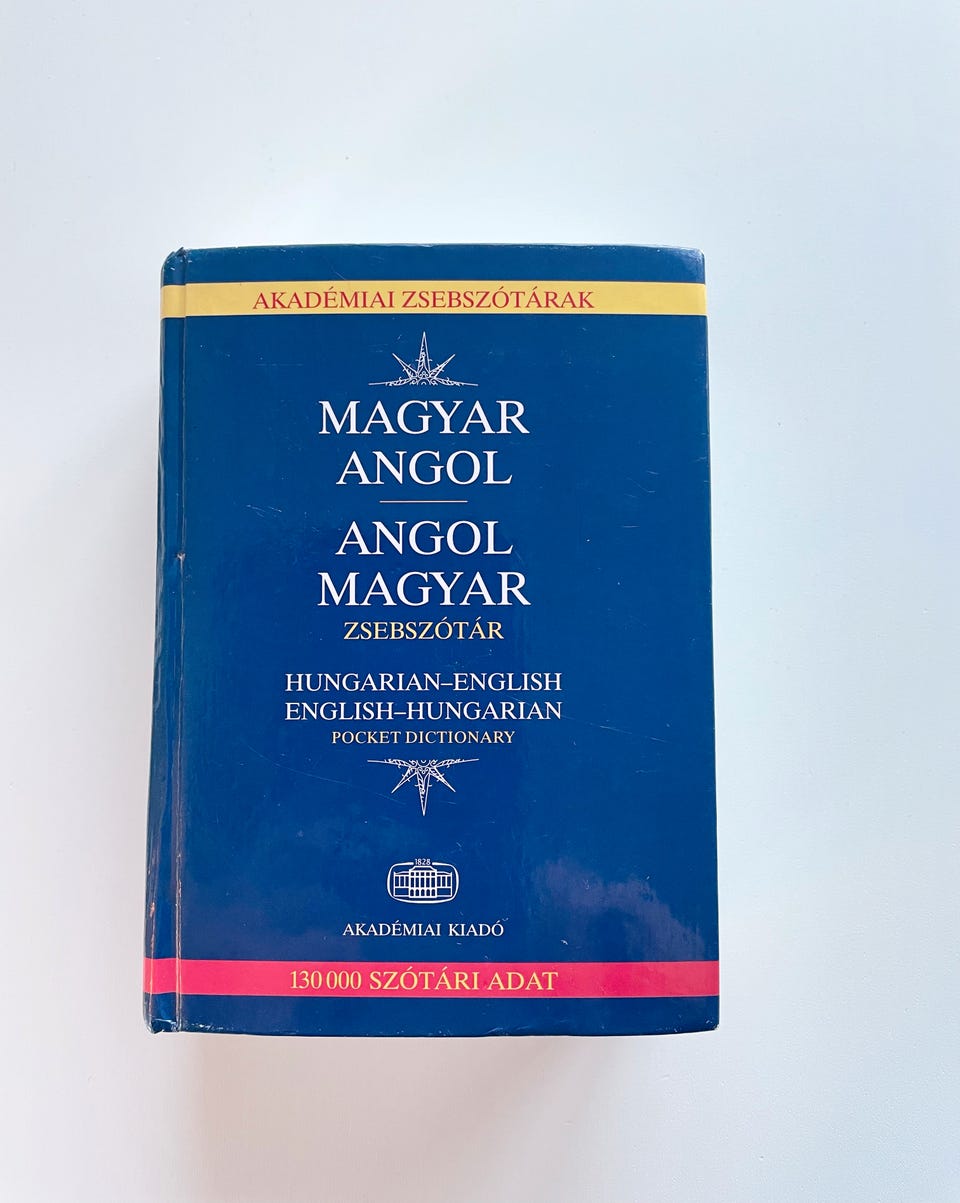 AKADÉMIAI ZSEBSZÓTÁRAK
MAGYAR
ANGOL
ANGOL
MAGYAR
ZSEBSZÓTÁR
HUNGARIAN–ENGLISH
ENGLISH–HUNGARIAN
POCKET DICTIONARY
1828
AKADÉMIAI KIADÓ
130 000 SZÓTÁRI ADAT